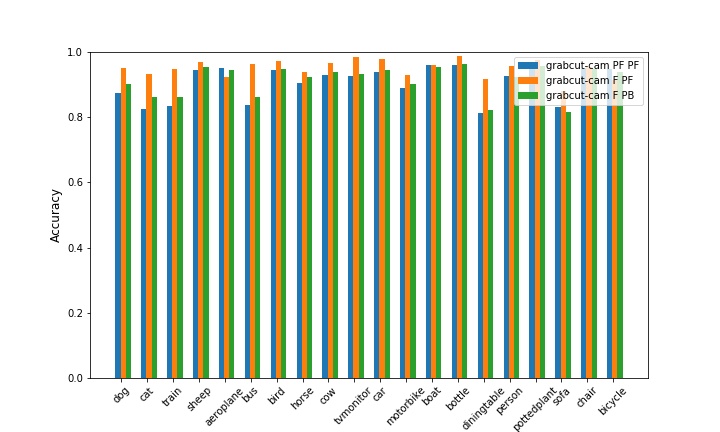 1.0
0.8
0.6
0.4
0.2
0.0
Accuracy
grabcut-cam PF PF
grabcut-cam F PF
grabcut-cam F PB
dog
cat
train
sheep
aeroplane
bus
bird
horse
cow
tvmonitor
car
motorbike
boat
bottle
diningtable
person
pottedplant
sofa
chair
bicycle